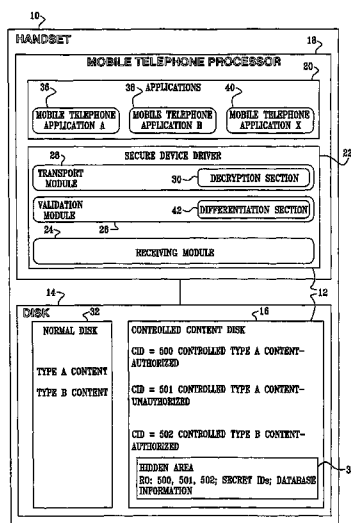 10
HANDSET
18
MOBILE TELEPHONE PROCESSOR
20
APPLICATIONS
36
38
40
MOBILE TELEPHONE APPLICATION A
MOBILE TELEPHONE APPLICATION B
MOBILE TELEPHONE APPLICATION X
28
SECURE DEVICE DRIVER
22
TRANSPORT MODULE
30
DECRYPTION SECTION
VALIDATION MODULE
42
DIFFERENTIATION SECTION
24
26
RECEIVING MODULE
14
12
DISK
32
16
NORMAL DISK
CONTROLLED CONTENT DISK
TYPE A CONTENT
TYPE B CONTENT
CID = 500 CONTROLLED TYPE A CONTENT-
AUTHORIZED
CID = 501 CONTROLLED TYPE A CONTENT-
UNAUTHORIZED
CID = 502 CONTROLLED TYPE B CONTENT-
AUTHORIZED
HIDDEN AREA
RO: 500, 501, 502; SECRET IDs; DATABASE
INFORMATION